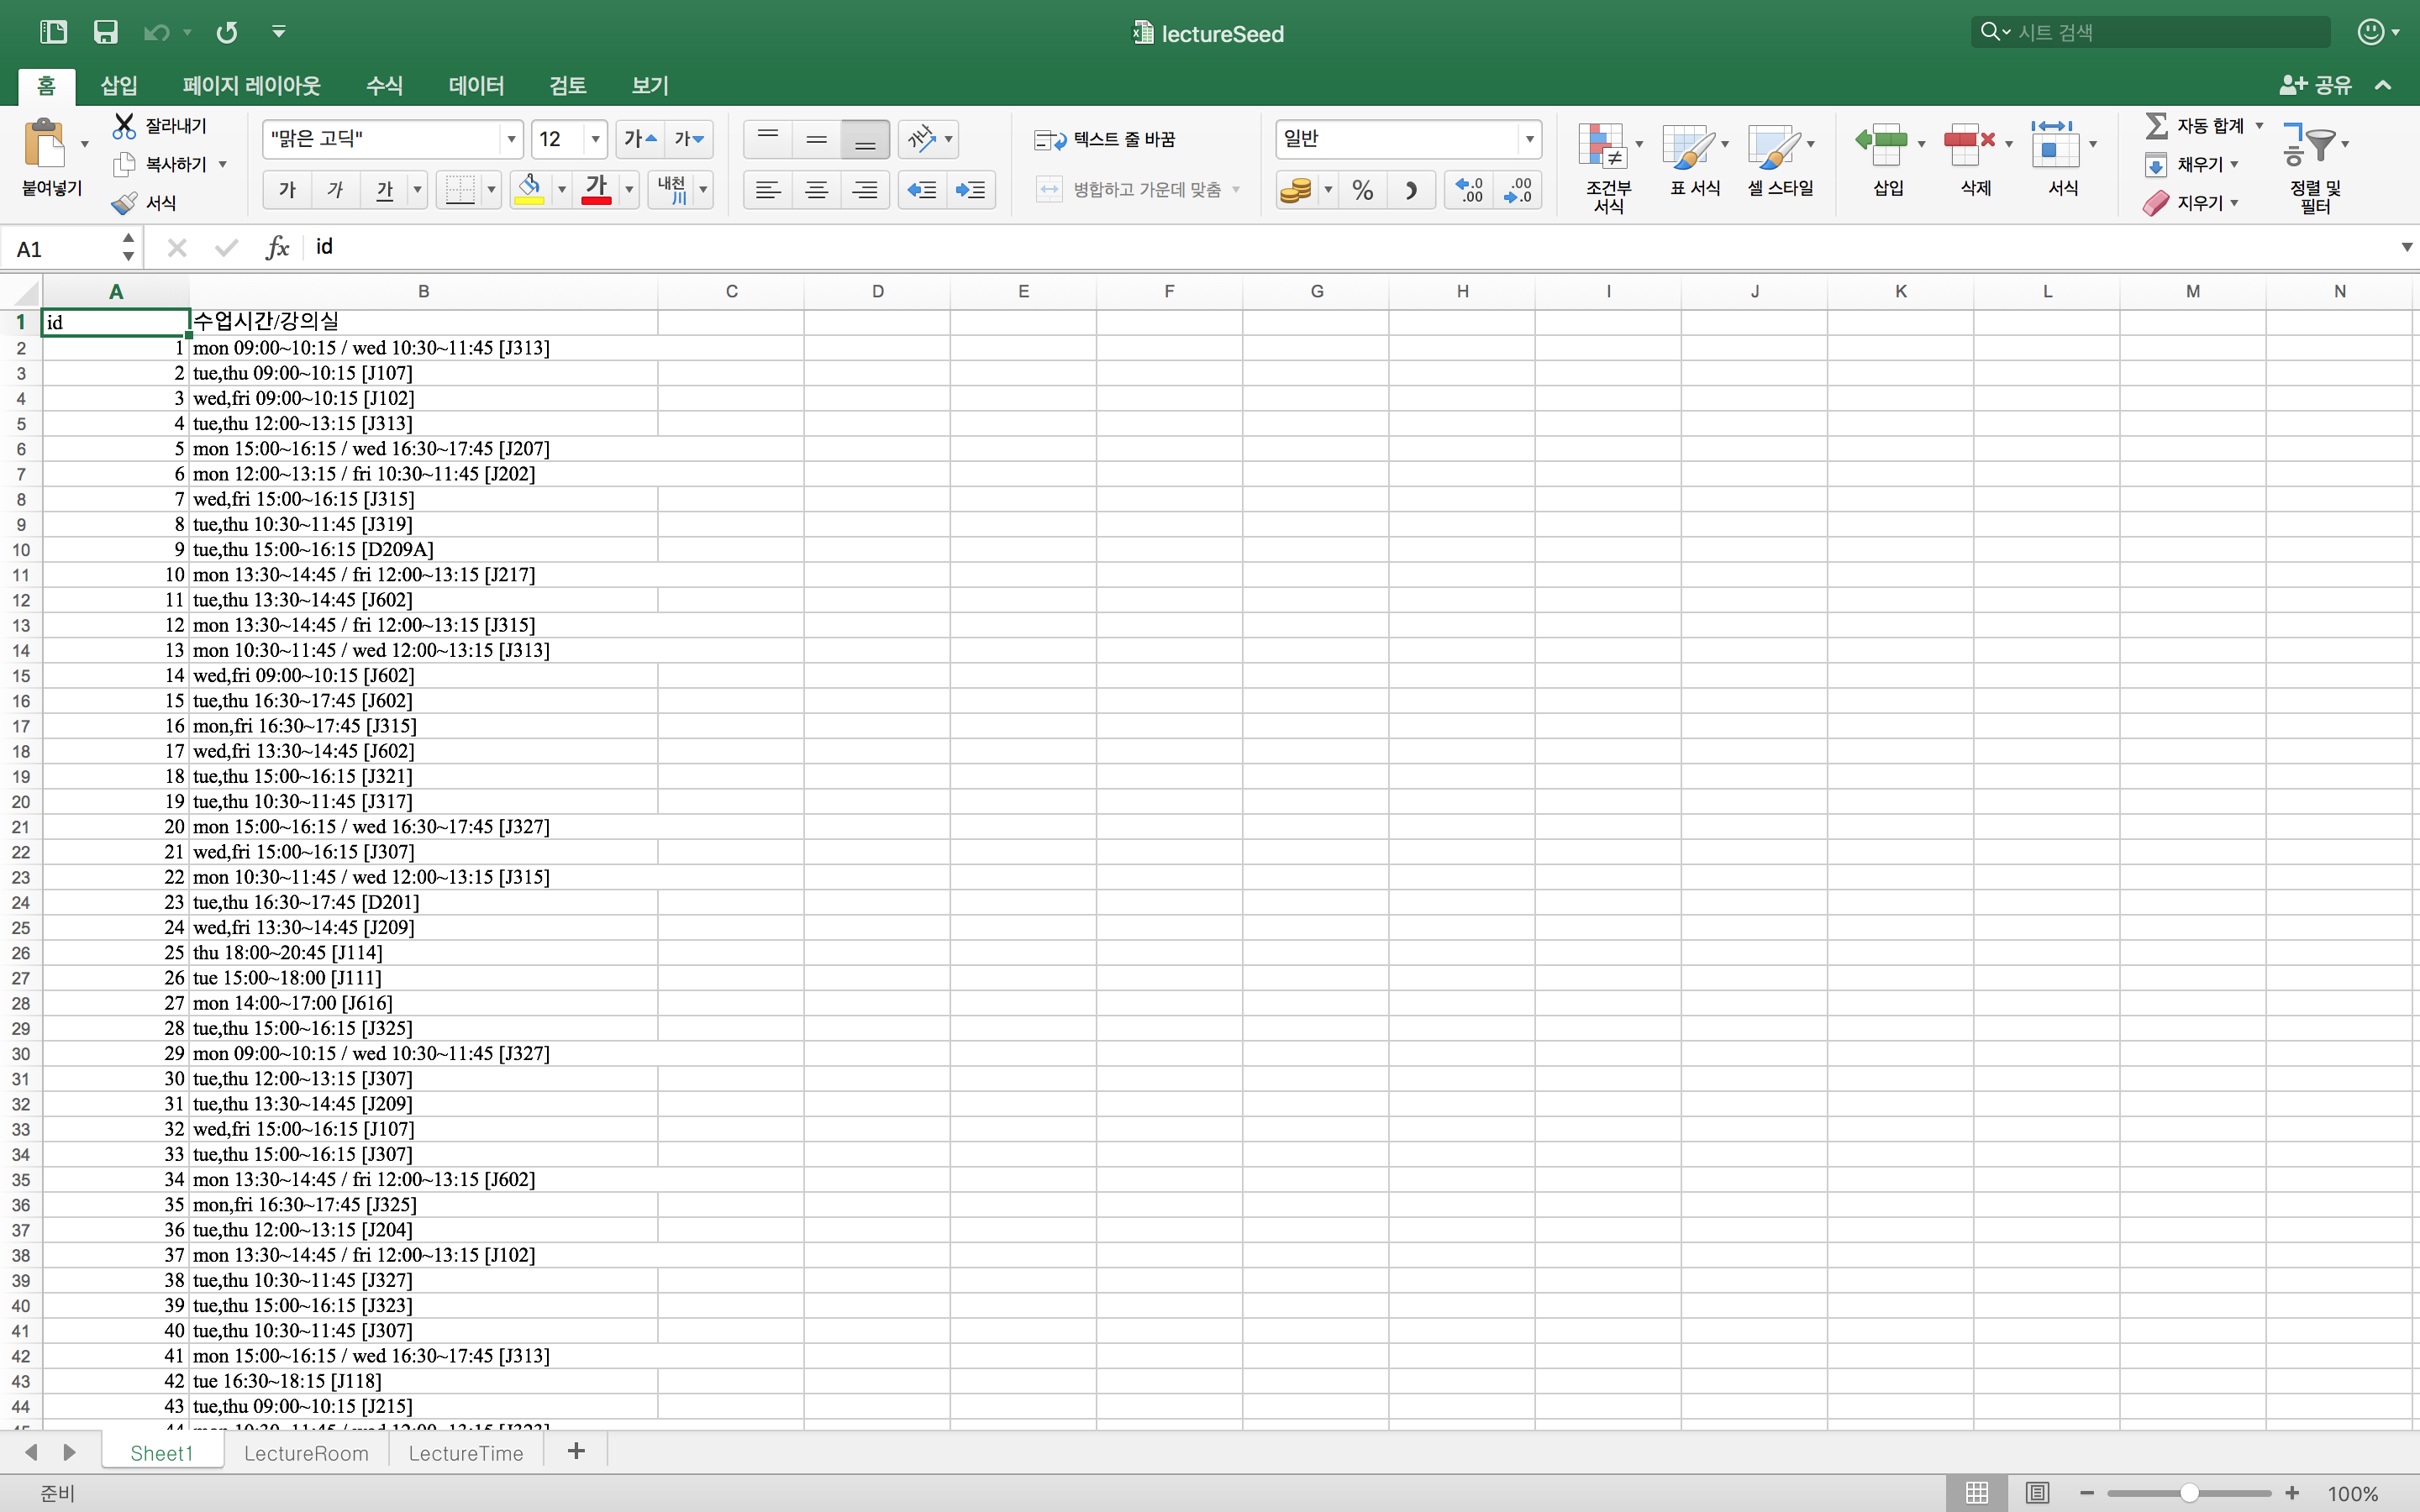 lectureSeed
시트 검색
홈 삽입 페이지 레이아웃 수식 데이터 검토 보기 공유
붙여넣기 잘라내기 복사하기 서식
"맑은 고딕" 12 가 가
가 가 간 가 내천 川
텍스트 줄 바꿈
병합하고 가운데 맞춤
일반
% .0 .00 .00 .0
조건부 서식 표 서식 셀 스타일 삽입 삭제 서식
자동 합계 채우기 지우기 정렬 및 필터
A1 fx id
A B C D E F G H I J K L M N
1 id 수업시간/강의실
2 1 mon 09:00~10:15 / wed 10:30~11:45 [J313]
3 2 tue,thu 09:00~10:15 [J107]
4 3 wed,fri 09:00~10:15 [J102]
5 4 tue,thu 12:00~13:15 [J313]
6 5 mon 15:00~16:15 / wed 16:30~17:45 [J207]
7 6 mon 12:00~13:15 / fri 10:30~11:45 [J202]
8 7 wed,fri 15:00~16:15 [J315]
9 8 tue,thu 10:30~11:45 [J319]
10 9 tue,thu 15:00~16:15 [D209A]
11 10 mon 13:30~14:45 / fri 12:00~13:15 [J217]
12 11 tue,thu 13:30~14:45 [J602]
13 12 mon 13:30~14:45 / fri 12:00~13:15 [J315]
14 13 mon 10:30~11:45 / wed 12:00~13:15 [J313]
15 14 wed,fri 09:00~10:15 [J602]
16 15 tue,thu 16:30~17:45 [J602]
17 16 mon,fri 16:30~17:45 [J315]
18 17 wed,fri 13:30~14:45 [J602]
19 18 tue,thu 15:00~16:15 [J321]
20 19 tue,thu 10:30~11:45 [J317]
21 20 mon 15:00~16:15 / wed 16:30~17:45 [J327]
22 21 wed,fri 15:00~16:15 [J307]
23 22 mon 10:30~11:45 / wed 12:00~13:15 [J315]
24 23 tue,thu 16:30~17:45 [D201]
25 24 wed,fri 13:30~14:45 [J209]
26 25 thu 18:00~20:45 [J114]
27 26 tue 15:00~18:00 [J111]
28 27 mon 14:00~17:00 [J616]
29 28 tue,thu 15:00~16:15 [J325]
30 29 mon 09:00~10:15 / wed 10:30~11:45 [J327]
31 30 tue,thu 12:00~13:15 [J307]
32 31 tue,thu 13:30~14:45 [J209]
33 32 wed,fri 15:00~16:15 [J107]
34 33 tue,thu 15:00~16:15 [J307]
35 34 mon 13:30~14:45 / fri 12:00~13:15 [J602]
36 35 mon,fri 16:30~17:45 [J325]
37 36 tue,thu 12:00~13:15 [J204]
38 37 mon 13:30~14:45 / fri 12:00~13:15 [J102]
39 38 tue,thu 10:30~11:45 [J327]
40 39 tue,thu 15:00~16:15 [J323]
41 40 tue,thu 10:30~11:45 [J307]
42 41 mon 15:00~16:15 / wed 16:30~17:45 [J313]
43 42 tue 16:30~18:15 [J118]
44 43 tue,thu 09:00~10:15 [J215]
Sheet1 LectureRoom LectureTime
준비 100%